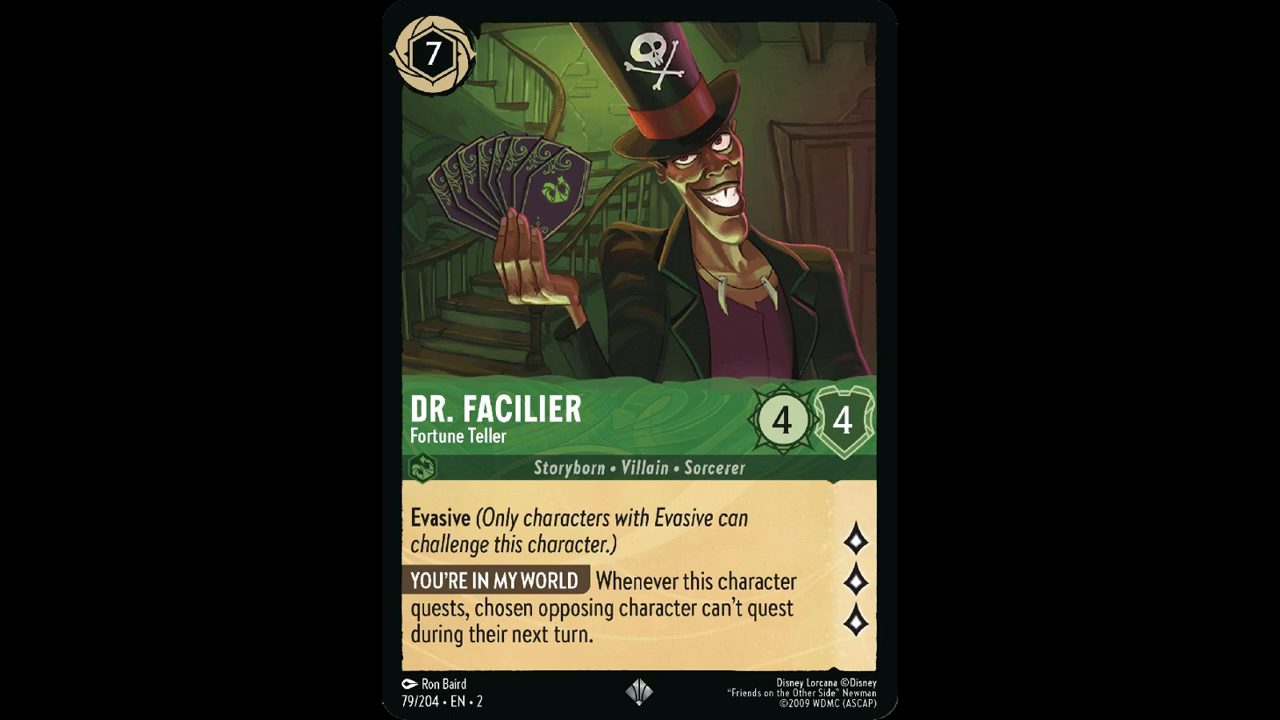 7
DR. FACILIER
Fortune Teller
4
4
Storyborn • Villain • Sorcerer
Evasive (Only characters with Evasive can
challenge this character.)
YOU'RE IN MY WORLD Whenever this character
quests, chosen opposing character can't quest
during their next turn.
Ron Baird
79/204 • EN • 2
Disney Lorcana ©Disney
"Friends on the Other Side" Newman
©2009 WDMC (ASCAP)